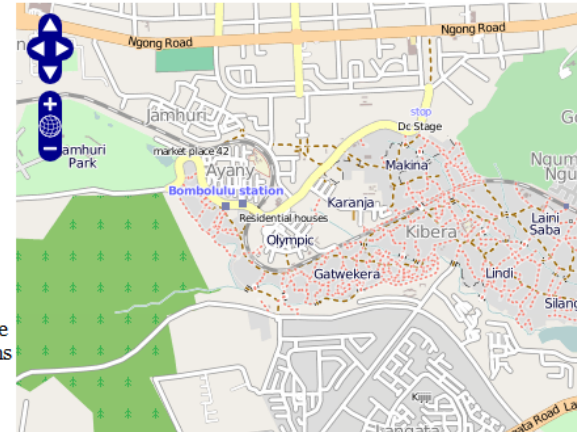 Ngong Road
Ngong Road
Jamhuri
stop
Dc Stage
market place 42
Jamhuri
Park
Ayany
Makina
Bombolulu station
Karanja
Residential houses
Olympic
Kibera
Laini
Saba
Gatwekera
Lindi
Kijiji